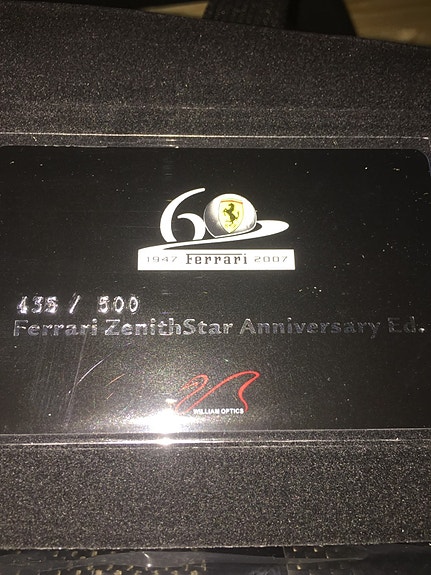 60
1947 Ferrari 2007
435 / 500
Ferrari ZenithStar Anniversary Ed.
WILLIAM OPTICS